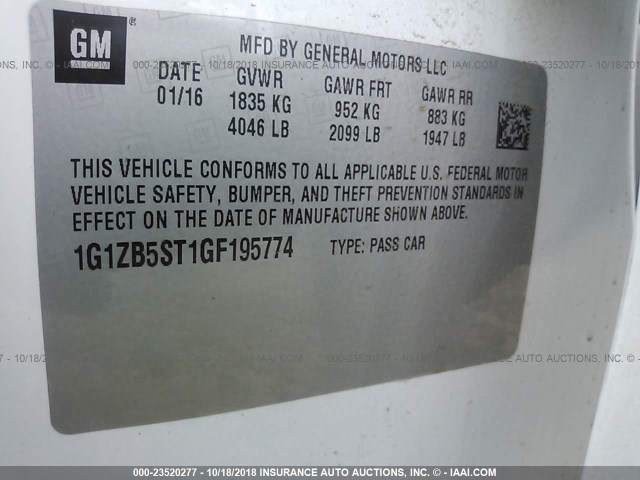 GM
®
MFD BY GENERAL MOTORS LLC
DATE GVWR GAWR FRT GAWR RR
01/16 1835 KG 952 KG 883 KG
4046 LB 2099 LB 1947 LB
THIS VEHICLE CONFORMS TO ALL APPLICABLE U.S. FEDERAL MOTOR
VEHICLE SAFETY, BUMPER, AND THEFT PREVENTION STANDARDS IN
EFFECT ON THE DATE OF MANUFACTURE SHOWN ABOVE.
1G1ZB5ST1GF195774 TYPE: PASS CAR
000-23520277 - 10/18/2018 INSURANCE AUTO AUCTIONS, INC. - IAAI.COM